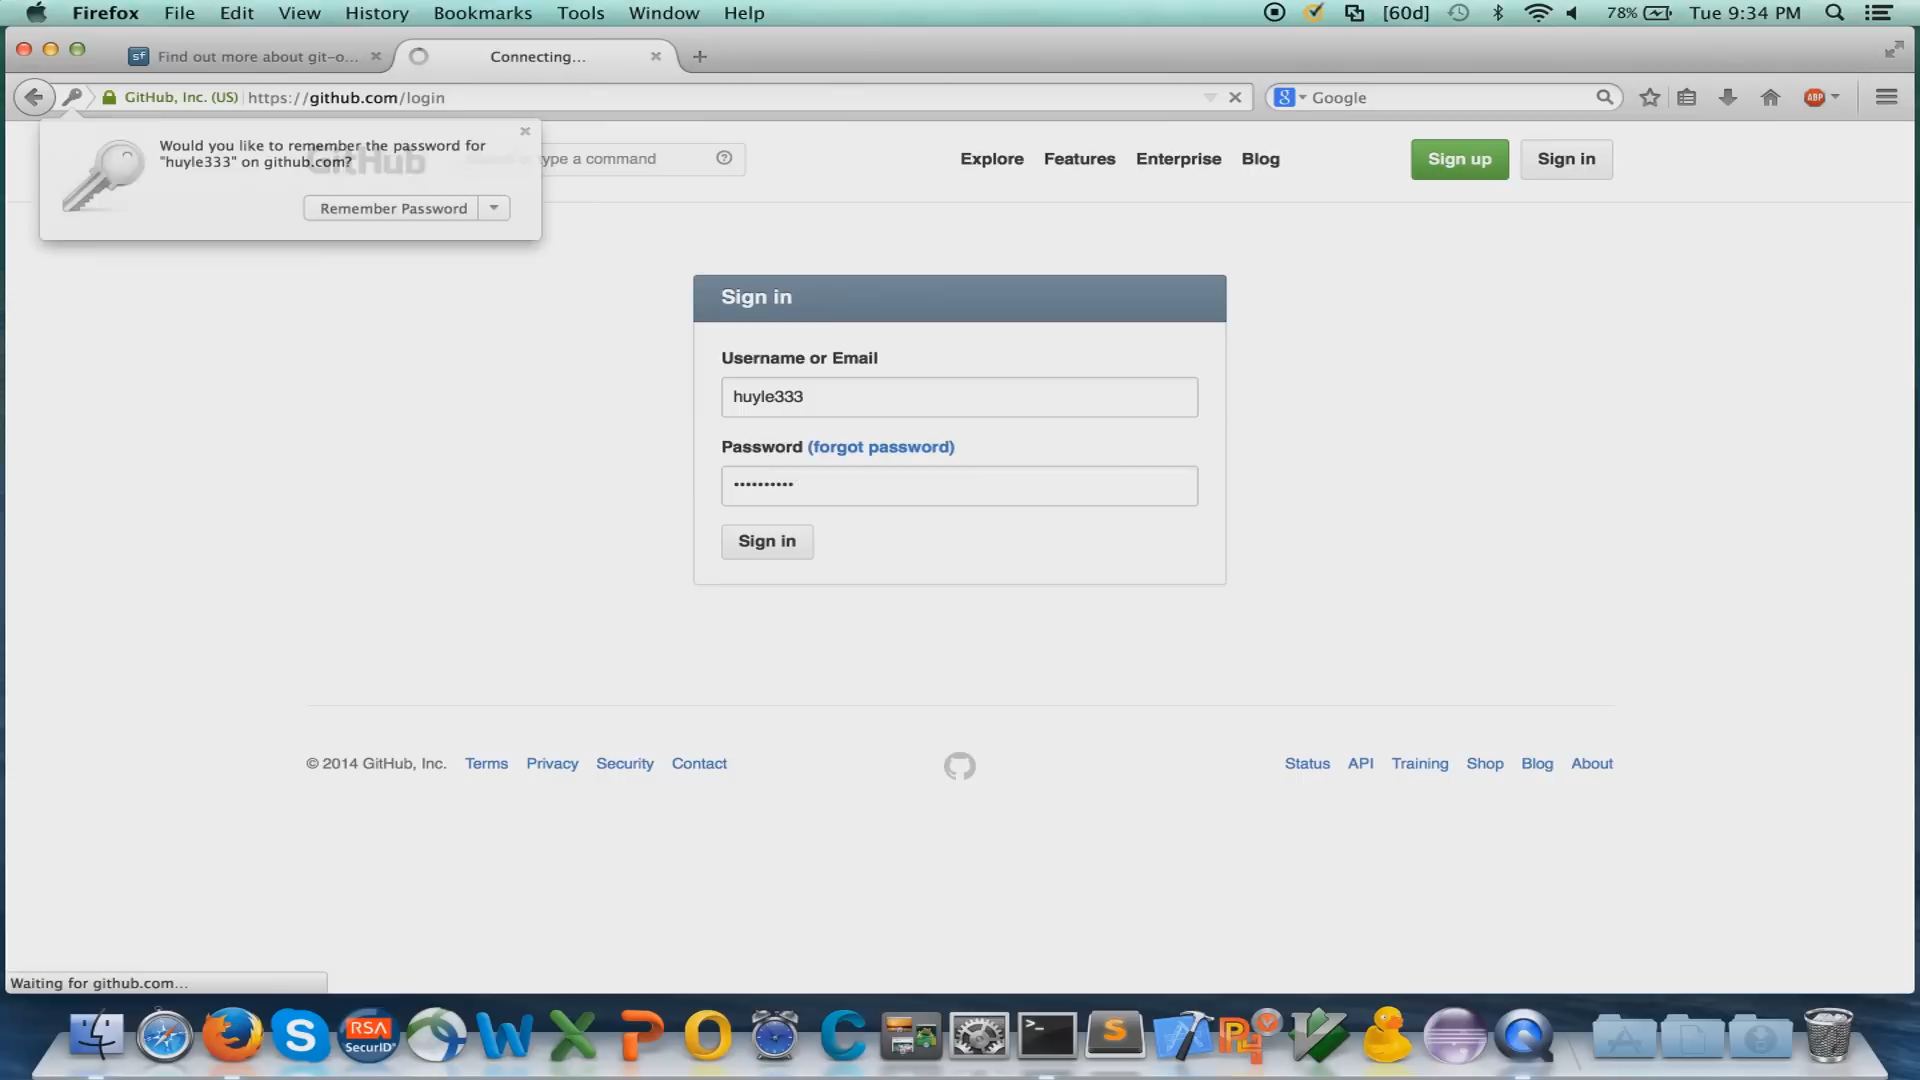 Firefox File Edit View History Bookmarks Tools Window Help [60d] 78% Tue 9:34 PM
sf Find out more about git-o... Connecting...
GitHub, Inc. (US) https://github.com/login Google ABP
Would you like to remember the password for
"huyle333" on github.com?
GitHub type a command
Explore Features Enterprise Blog Sign up Sign in
Remember Password
Sign in
Username or Email
huyle333
Password (forgot password)
••••••••••
Sign in
© 2014 GitHub, Inc. Terms Privacy Security Contact Status API Training Shop Blog About
Waiting for github.com...
RSA
SecurID